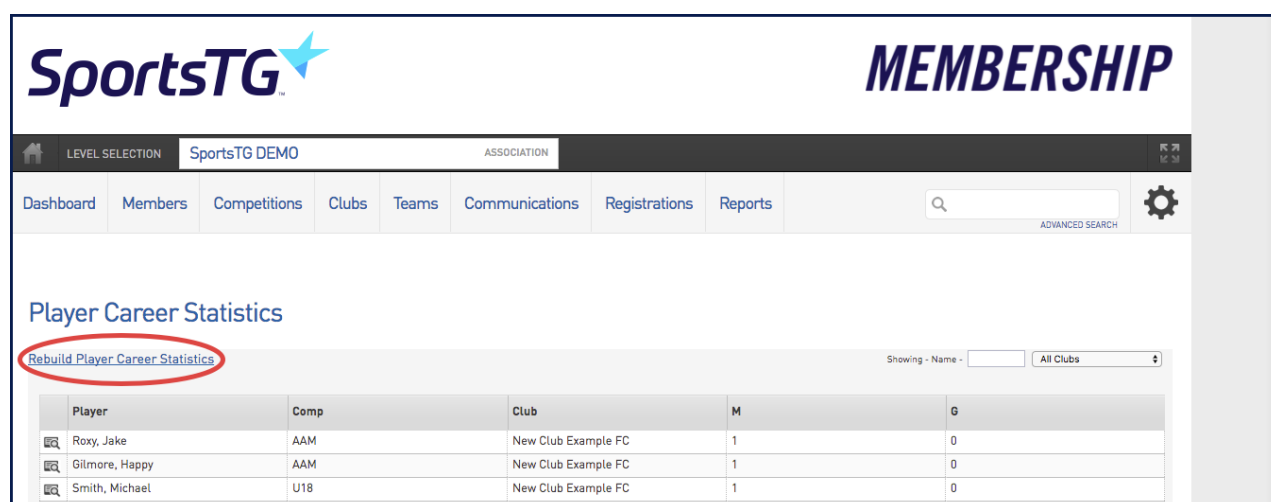 SportsTG
MEMBERSHIP
LEVEL SELECTION SportsTG DEMO ASSOCIATION
Dashboard Members Competitions Clubs Teams Communications Registrations Reports
ADVANCED SEARCH
Player Career Statistics
Rebuild Player Career Statistics Showing - Name - All Clubs
Player Comp Club M G
Roxy, Jake AAM New Club Example FC 1 0
Gilmore, Happy AAM New Club Example FC 1 0
Smith, Michael U18 New Club Example FC 1 0